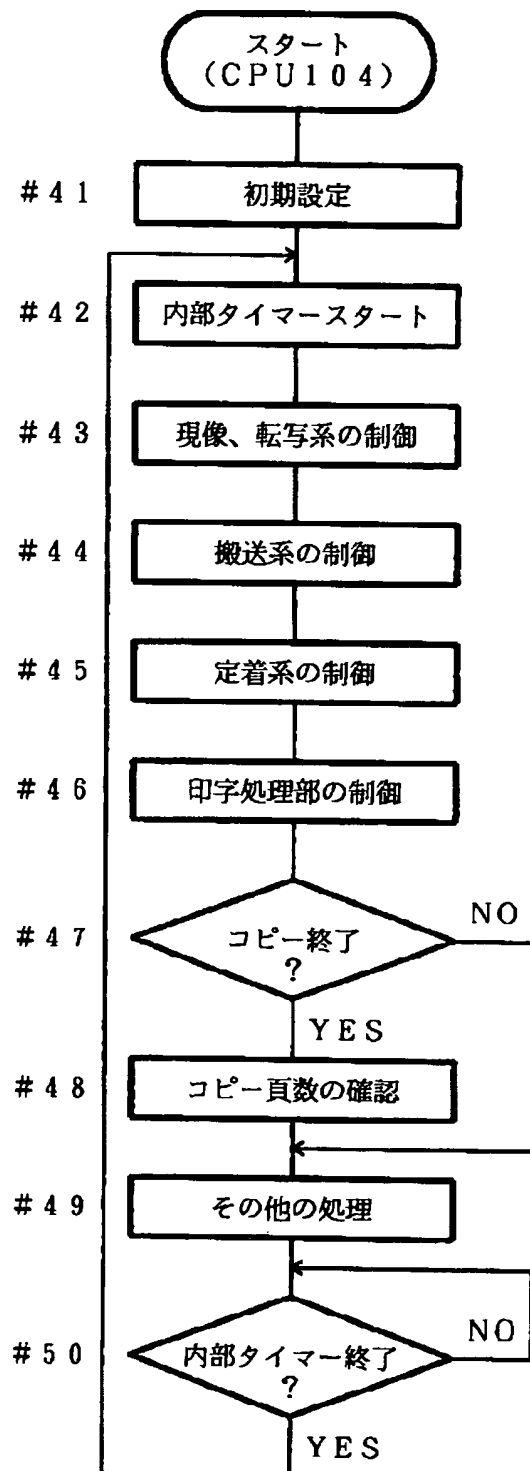 スタート
(CPU104)
#41 初期設定
#42 内部タイマースタート
#43 現像、転写系の制御
#44 搬送系の制御
#45 定着系の制御
#46 印字処理部の制御
#47 コピー終了
?
NO
YES
#48 コピー頁数の確認
#49 その他の処理
#50 内部タイマー終了
?
NO
YES